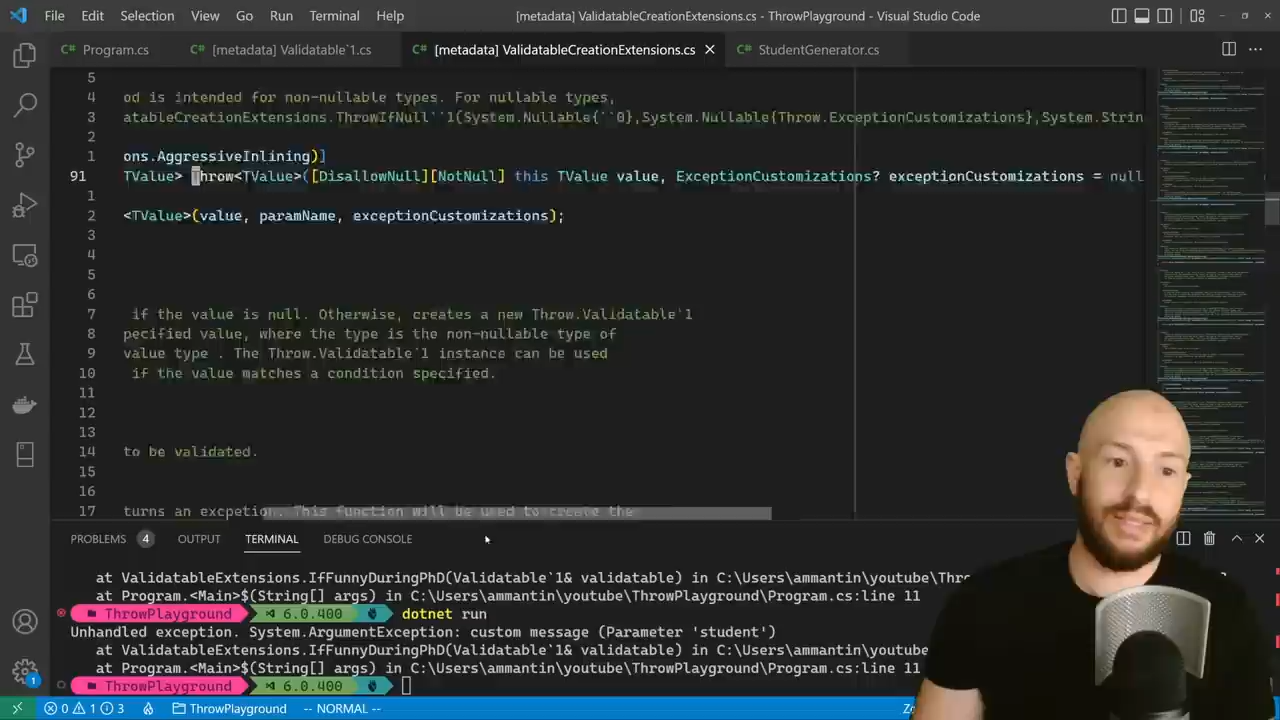 File Edit Selection View Go Run Terminal Help [metadata] ValidatableCreationExtensions.cs - ThrowPlayground - Visual Studio Code
Program.cs [metadata] Validatable`1.cs [metadata] ValidatableCreationExtensions.cs StudentGenerator.cs
5
4 od is intended for non-nullable types. For nullable types,
3 atableCreationExtensions.ThrowIfNull``1{System.Nullable{``0},System.Nullable{Throw.ExceptionCustomizations},System.Strin
2
1 ons.AggressiveInlining)]
91 TValue> Throw<TValue>([DisallowNull][NotNull] this TValue value, ExceptionCustomizations? exceptionCustomizations = null
1
2 <TValue>(value, paramName, exceptionCustomizations);
3
4
5
6
7 if the value is null. Otherwise, creates a new Throw.Validatable`1
8 pecified value, where the type is the non-nullable type of
9 value type . The Throw.Validatable`1 instance can be used
10 if the value matches a condition specified.
11
12
13
14 to be validated.
15
16
17 turns an excpetion. This function will be used to create the
PROBLEMS 4 OUTPUT TERMINAL DEBUG CONSOLE
at ValidatableExtensions.IfFunnyDuringPhD(Validatable`1& validatable) in C:\Users\ammantin\youtube\Thro
at Program.<Main>$(String[] args) in C:\Users\ammantin\youtube\ThrowPlayground\Program.cs:line 11
ThrowPlayground 6.0.400 dotnet run
Unhandled exception. System.ArgumentException: custom message (Parameter 'student')
at ValidatableExtensions.IfFunnyDuringPhD(Validatable`1& validatable) in C:\Users\ammantin\youtube\ThrowPlayground
at Program.<Main>$(String[] args) in C:\Users\ammantin\youtube\ThrowPlayground\Program.cs:line 11
ThrowPlayground 6.0.400
1
0 1 3 ThrowPlayground -- NORMAL --